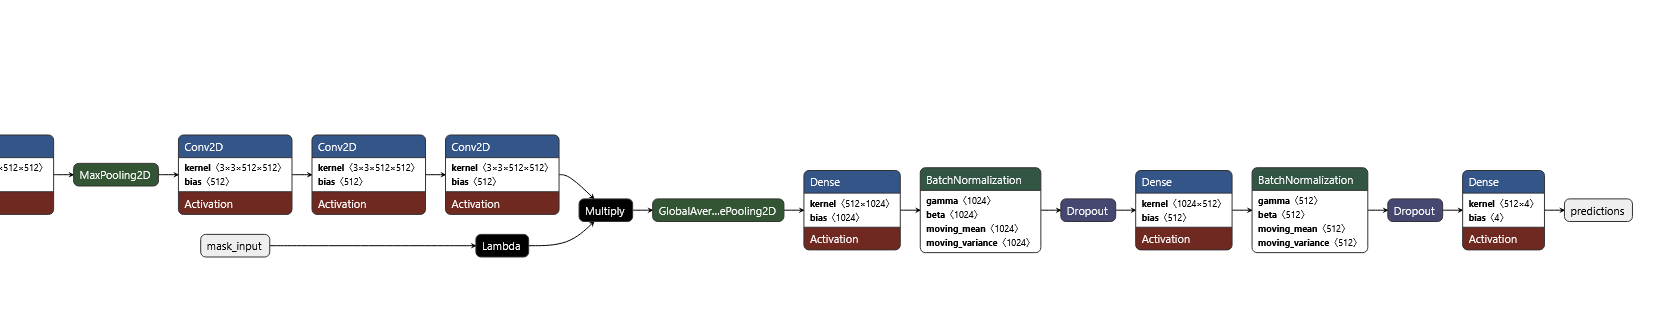 ×512×512〉
MaxPooling2D
Conv2D
kernel 〈3×3×512×512〉
bias 〈512〉
Activation
Conv2D
kernel 〈3×3×512×512〉
bias 〈512〉
Activation
Conv2D
kernel 〈3×3×512×512〉
bias 〈512〉
Activation
mask_input
Lambda
Multiply
GlobalAver...ePooling2D
Dense
kernel 〈512×1024〉
bias 〈1024〉
Activation
BatchNormalization
gamma 〈1024〉
beta 〈1024〉
moving_mean 〈1024〉
moving_variance 〈1024〉
Dropout
Dense
kernel 〈1024×512〉
bias 〈512〉
Activation
BatchNormalization
gamma 〈512〉
beta 〈512〉
moving_mean 〈512〉
moving_variance 〈512〉
Dropout
Dense
kernel 〈512×4〉
bias 〈4〉
Activation
predictions